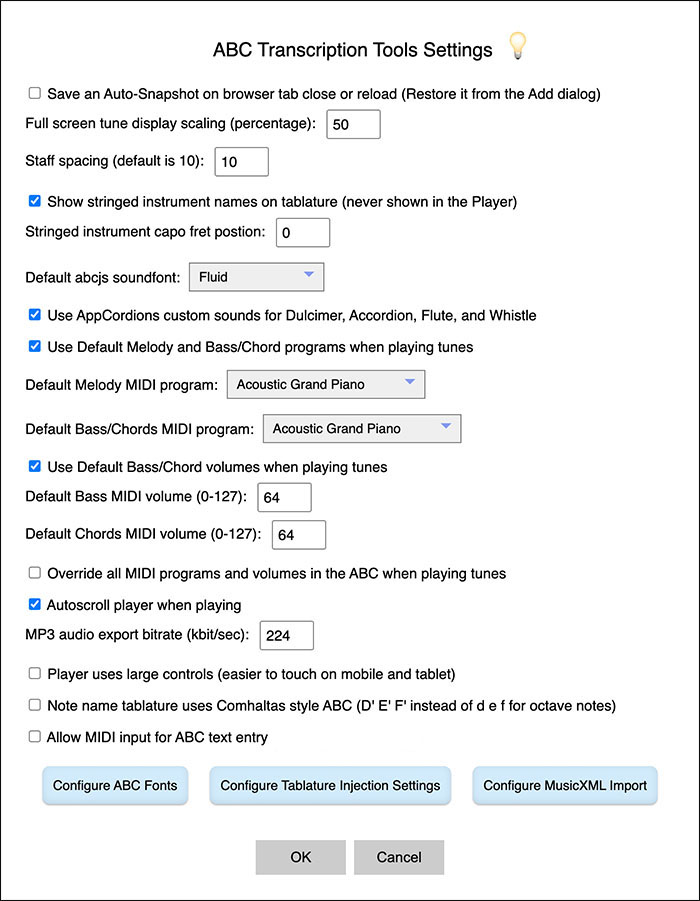 ABC Transcription Tools Settings
Save an Auto-Snapshot on browser tab close or reload (Restore it from the Add dialog)
Full screen tune display scaling (percentage): 50
Staff spacing (default is 10): 10
Show stringed instrument names on tablature (never shown in the Player)
Stringed instrument capo fret postion: 0
Default abcjs soundfont: Fluid
Use AppCordions custom sounds for Dulcimer, Accordion, Flute, and Whistle
Use Default Melody and Bass/Chord programs when playing tunes
Default Melody MIDI program: Acoustic Grand Piano
Default Bass/Chords MIDI program: Acoustic Grand Piano
Use Default Bass/Chord volumes when playing tunes
Default Bass MIDI volume (0-127): 64
Default Chords MIDI volume (0-127): 64
Override all MIDI programs and volumes in the ABC when playing tunes
Autoscroll player when playing
MP3 audio export bitrate (kbit/sec): 224
Player uses large controls (easier to touch on mobile and tablet)
Note name tablature uses Comhaltas style ABC (D' E' F' instead of d e f for octave notes)
Allow MIDI input for ABC text entry
Configure ABC Fonts Configure Tablature Injection Settings Configure MusicXML Import
OK Cancel